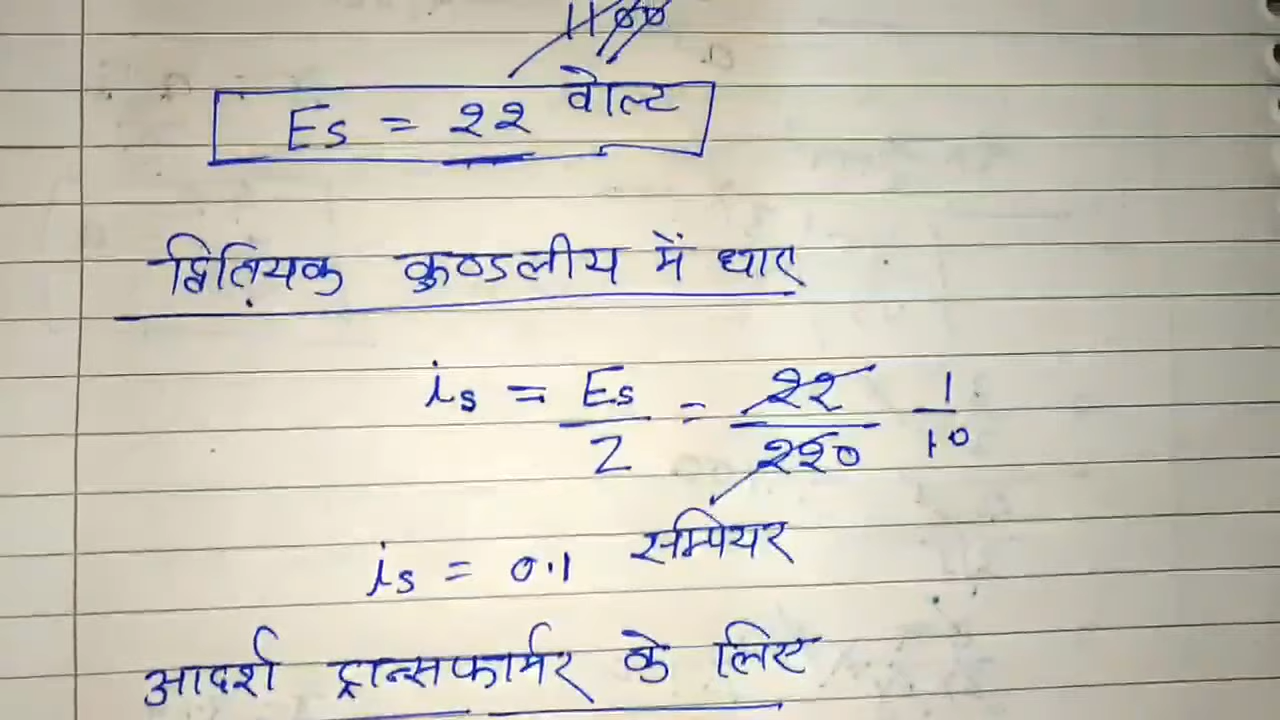 Es = 22 वोल्ट
द्वितियक कुण्डलीय में धारा
is = Es/Z = 22/220 1/10
is = 0.1 एम्पियर
आदर्श ट्रान्सफार्मर के लिए